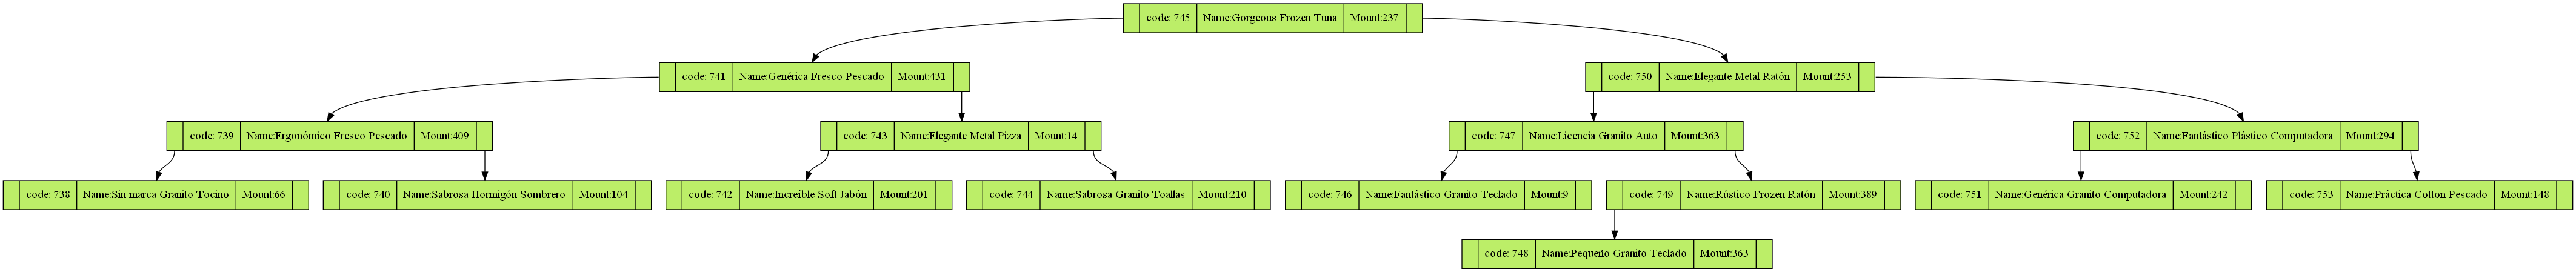 code: 745 Name:Gorgeous Frozen Tuna Mount:237
code: 741 Name:Genérica Fresco Pescado Mount:431
code: 750 Name:Elegante Metal Ratón Mount:253
code: 739 Name:Ergonómico Fresco Pescado Mount:409
code: 743 Name:Elegante Metal Pizza Mount:14
code: 747 Name:Licencia Granito Auto Mount:363
code: 752 Name:Fantástico Plástico Computadora Mount:294
code: 738 Name:Sin marca Granito Tocino Mount:66
code: 740 Name:Sabrosa Hormigón Sombrero Mount:104
code: 742 Name:Increíble Soft Jabón Mount:201
code: 744 Name:Sabrosa Granito Toallas Mount:210
code: 746 Name:Fantástico Granito Teclado Mount:9
code: 749 Name:Rústico Frozen Ratón Mount:389
code: 751 Name:Genérica Granito Computadora Mount:242
code: 753 Name:Práctica Cotton Pescado Mount:148
code: 748 Name:Pequeño Granito Teclado Mount:363